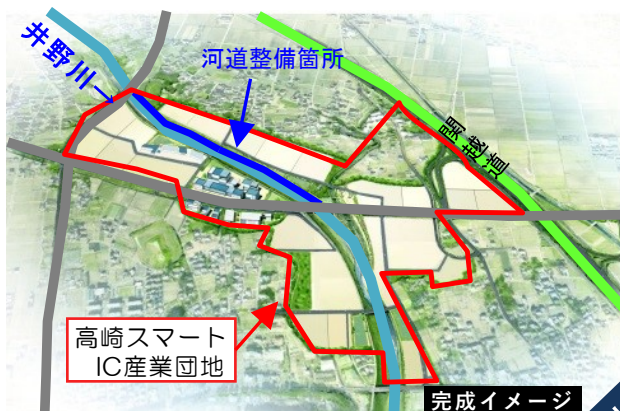 井野川→
河道整備箇所
関越道
高崎スマート
IC産業団地
完成イメージ